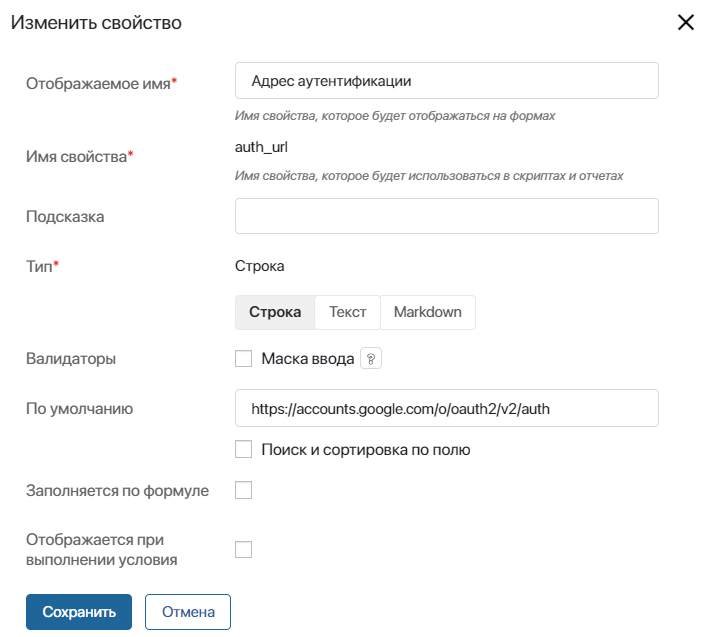 Изменить свойство
Отображаемое имя*
Адрес аутентификации
Имя свойства, которое будет отображаться на формах
Имя свойства*
auth_url
Имя свойства, которое будет использоваться в скриптах и отчетах
Подсказка
Тип*
Строка
Строка Текст Markdown
Валидаторы
Маска ввода ?
По умолчанию
https://accounts.google.com/o/oauth2/v2/auth
Поиск и сортировка по полю
Заполняется по формуле
Отображается при
выполнении условия
Сохранить Отмена